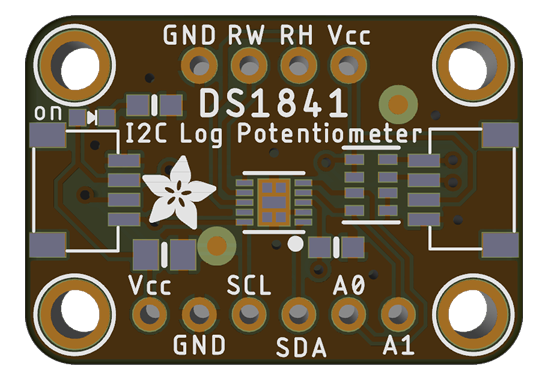 GND RW RH Vcc
DS1841
on
I2C Log Potentiometer
Vcc SCL A0
GND SDA A1